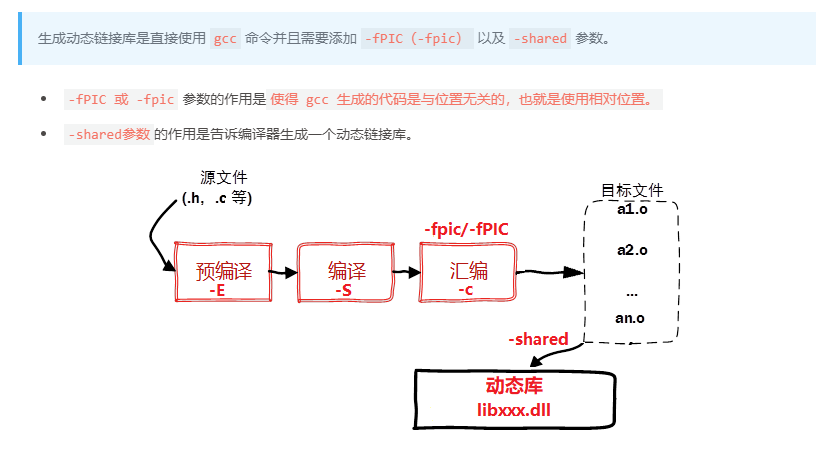 生成动态链接库是直接使用 gcc 命令并且需要添加 -fPIC（-fpic） 以及 -shared 参数。
-fPIC 或 -fpic 参数的作用是 使得 gcc 生成的代码是与位置无关的，也就是使用相对位置。
-shared参数 的作用是告诉编译器生成一个动态链接库。
源文件
(.h，.c 等)
目标文件
a1.o
-fpic/-fPIC
a2.o
预编译
-E
编译
-S
汇编
-c
...
an.o
-shared
动态库
libxxx.dll